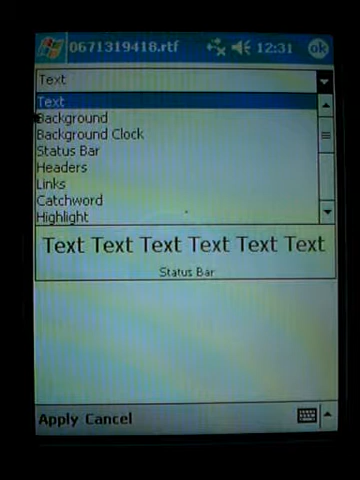 0671319418.rtf 12:31 ok
Text
Text
Background
Background Clock
Status Bar
Headers
Links
Catchword
Highlight
Text Text Text Text Text Text
Status Bar
Apply Cancel